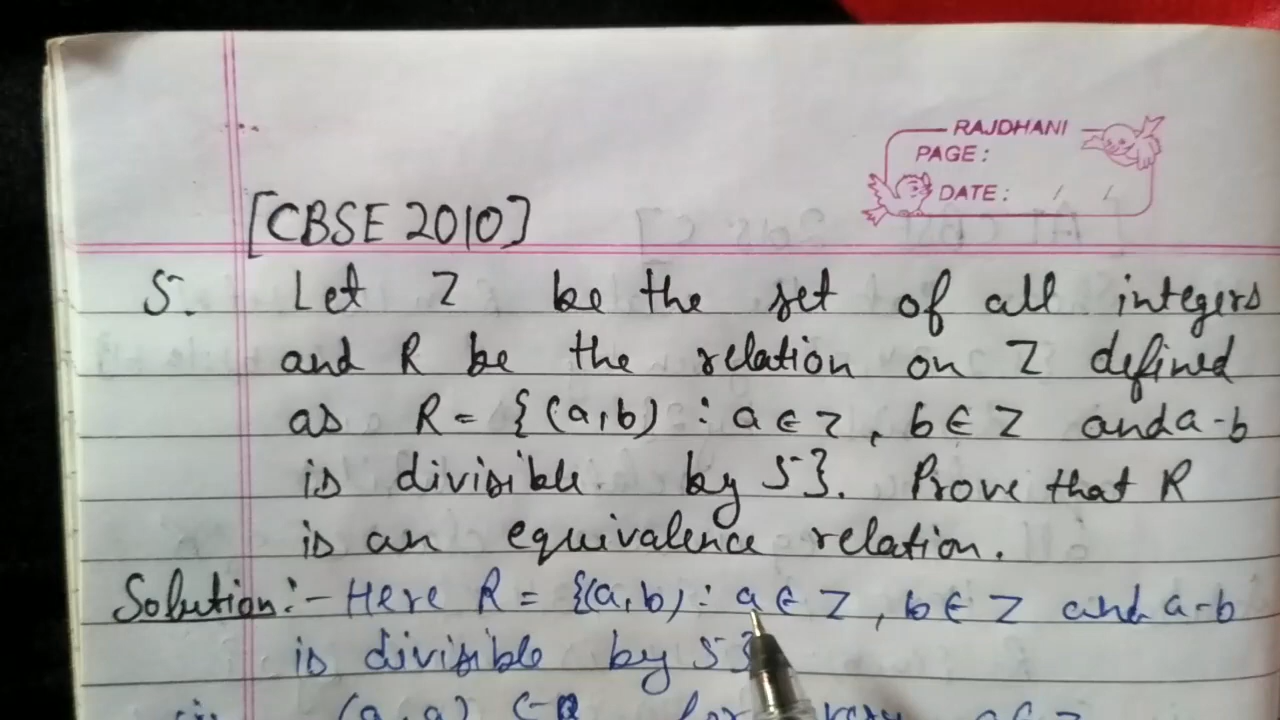 RAJDHANI
PAGE :
DATE : / /
[CBSE 2010]
5. Let Z be the set of all integers
and R be the relation on Z defined
as R = {(a,b) : a ∈ Z, b ∈ Z and a-b
is divisible by 5}. Prove that R
is an equivalence relation.
Solution:- Here R = {(a,b) : a ∈ Z, b ∈ Z and a-b
is divisible by 5}
(a,a) ∈ R for